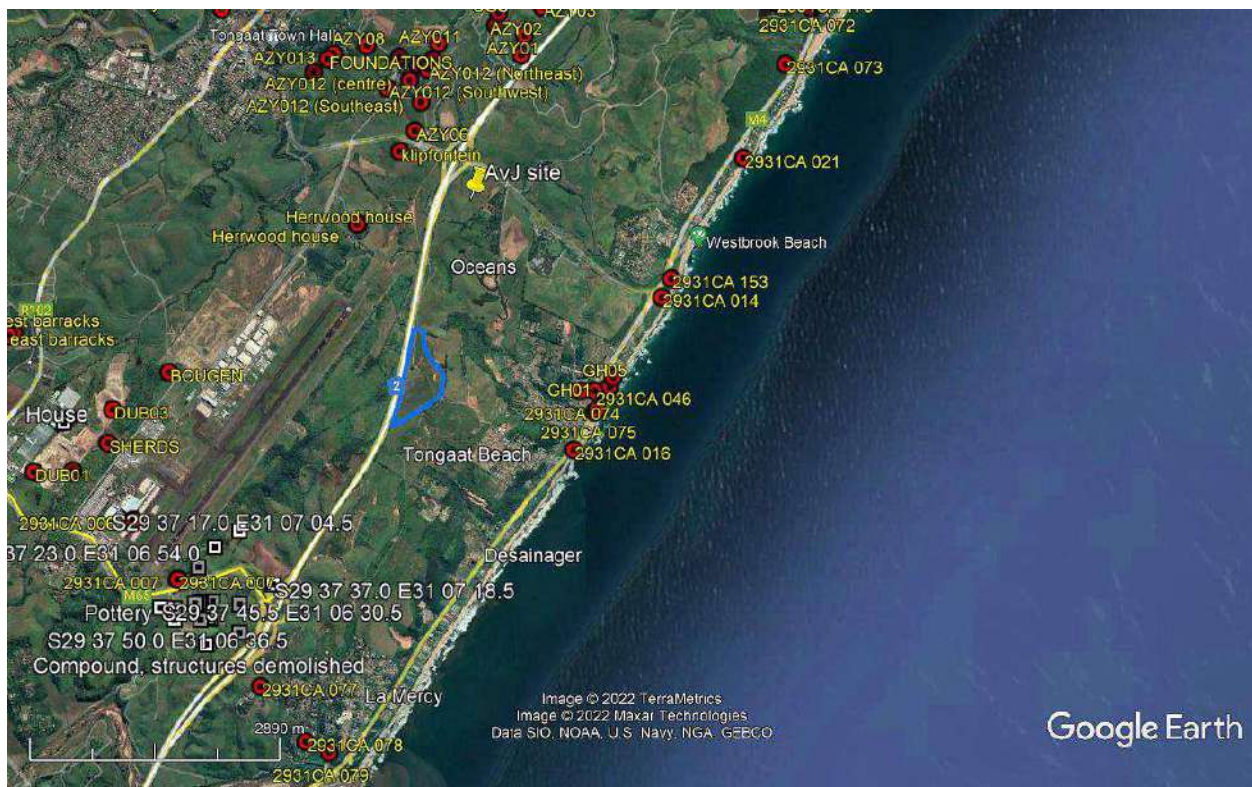 2931CA 072
2931CA 073
AZY03
AZY02
AZY01
Tongaat Town Hall
AZY08
AZY011
AZY013
FOUNDATIONS
AZY012 (Northeast)
AZY012 (centre)
AZY012 (Southwest)
AZY012 (Southeast)
M4
AZY06
klipfontein
2931CA 021
AvJ site
Herrwood house
Herrwood house
Westbrook Beach
Oceans
2931CA 153
2931CA 014
R102
est barracks
east barracks
BOUGEN
2
GH05
GH01
2931CA 046
2931CA 074
2931CA 075
House
DUB03
SHERDS
Tongaat Beach
2931CA 016
DUB01
2931CA 006
S29 37 17.0 E31 07 04.5
37 23.0 E31 06 54.0
Desainager
2931CA 007
S29 37 37.0 E31 07 18.5
M65
Pottery
S29 37 45.5 E31 06 30.5
S29 37 50.0 E31 06 36.5
Compound, structures demolished
2931CA 077
La Mercy
2890 m
2931CA 078
2931CA 079
Image © 2022 TerraMetrics
Image © 2022 Maxar Technologies
Data SIO, NOAA, U.S. Navy, NGA, GEBCO
Google Earth